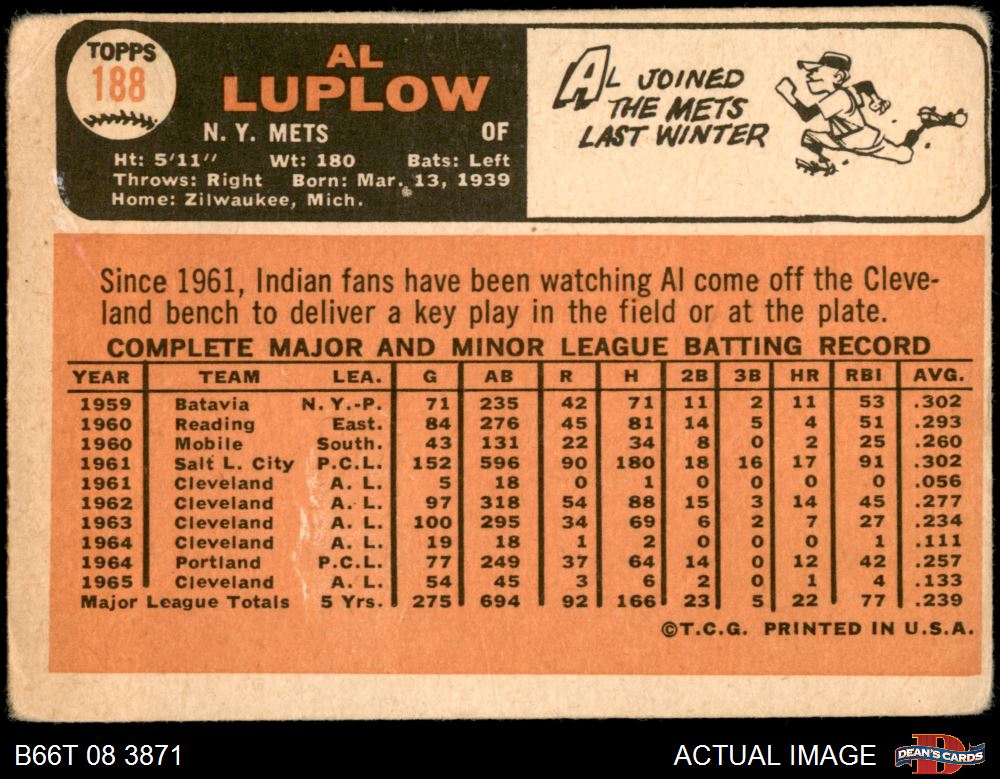 TOPPS
188
AL
LUPLOW
N. Y. METS OF
Ht: 5'11" Wt: 180 Bats: Left
Throws: Right Born: Mar. 13, 1939
Home: Zilwaukee, Mich.
AL JOINED
THE METS
LAST WINTER
Since 1961, Indian fans have been watching Al come off the Cleve-
land bench to deliver a key play in the field or at the plate.
COMPLETE MAJOR AND MINOR LEAGUE BATTING RECORD
YEAR TEAM LEA. G AB R H 2B 3B HR RBI AVG.
1959 Batavia N. Y.-P. 71 235 42 71 11 2 11 53 .302
1960 Reading East. 84 276 45 81 14 5 4 51 .293
1960 Mobile South. 43 131 22 34 8 0 2 25 .260
1961 Salt L. City P.C.L. 152 596 90 180 18 16 17 91 .302
1961 Cleveland A. L. 5 18 0 1 0 0 0 0 .056
1962 Cleveland A. L. 97 318 54 88 15 3 14 45 .277
1963 Cleveland A. L. 100 295 34 69 6 2 7 27 .234
1964 Cleveland A. L. 19 18 1 2 0 0 0 1 .111
1964 Portland P.C.L. 77 249 37 64 14 0 12 42 .257
1965 Cleveland A. L. 54 45 3 6 2 0 1 4 .133
Major League Totals 5 Yrs. 275 694 92 166 23 5 22 77 .239
©T.C.G. PRINTED IN U.S.A.
B66T 08 3871 ACTUAL IMAGE DEAN'S CARDS